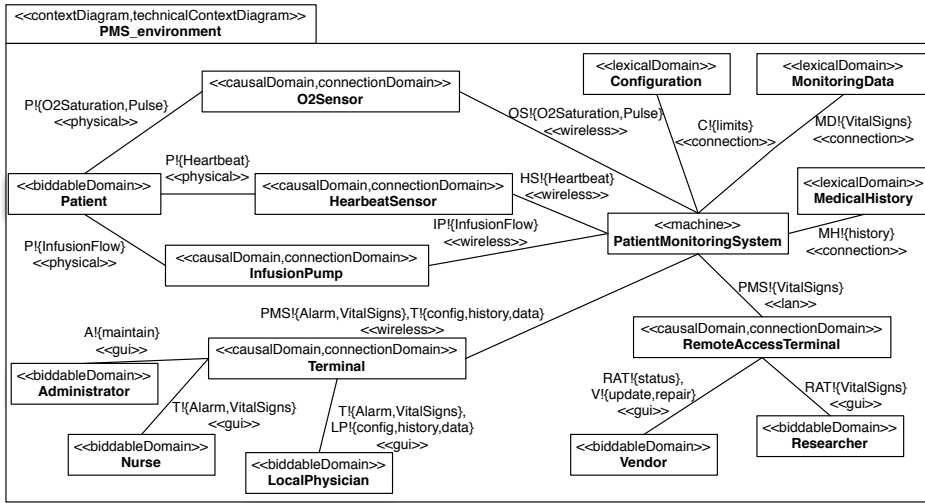 <<contextDiagram,technicalContextDiagram>>
PMS_environment
<<causalDomain,connectionDomain>>
O2Sensor
<<lexicalDomain>>
Configuration
<<lexicalDomain>>
MonitoringData
P!{O2Saturation,Pulse}
<<physical>>
OS!{O2Saturation,Pulse}
<<wireless>>
C!{limits}
<<connection>>
MD!{VitalSigns}
<<connection>>
P!{Heartbeat}
<<physical>>
HS!{Heartbeat}
<<wireless>>
<<biddableDomain>>
Patient
<<causalDomain,connectionDomain>>
HearbeatSensor
<<lexicalDomain>>
MedicalHistory
<<machine>>
PatientMonitoringSystem
IP!{InfusionFlow}
<<wireless>>
MH!{history}
<<connection>>
P!{InfusionFlow}
<<physical>>
<<causalDomain,connectionDomain>>
InfusionPump
PMS!{VitalSigns}
<<lan>>
PMS!{Alarm,VitalSigns},T!{config,history,data}
<<wireless>>
A!{maintain}
<<gui>>
<<causalDomain,connectionDomain>>
Terminal
<<causalDomain,connectionDomain>>
RemoteAccessTerminal
<<biddableDomain>>
Administrator
T!{Alarm,VitalSigns}
<<gui>>
T!{Alarm,VitalSigns},
LP!{config,history,data}
<<gui>>
RAT!{status},
V!{update,repair}
<<gui>>
RAT!{VitalSigns}
<<gui>>
<<biddableDomain>>
Nurse
<<biddableDomain>>
LocalPhysician
<<biddableDomain>>
Vendor
<<biddableDomain>>
Researcher